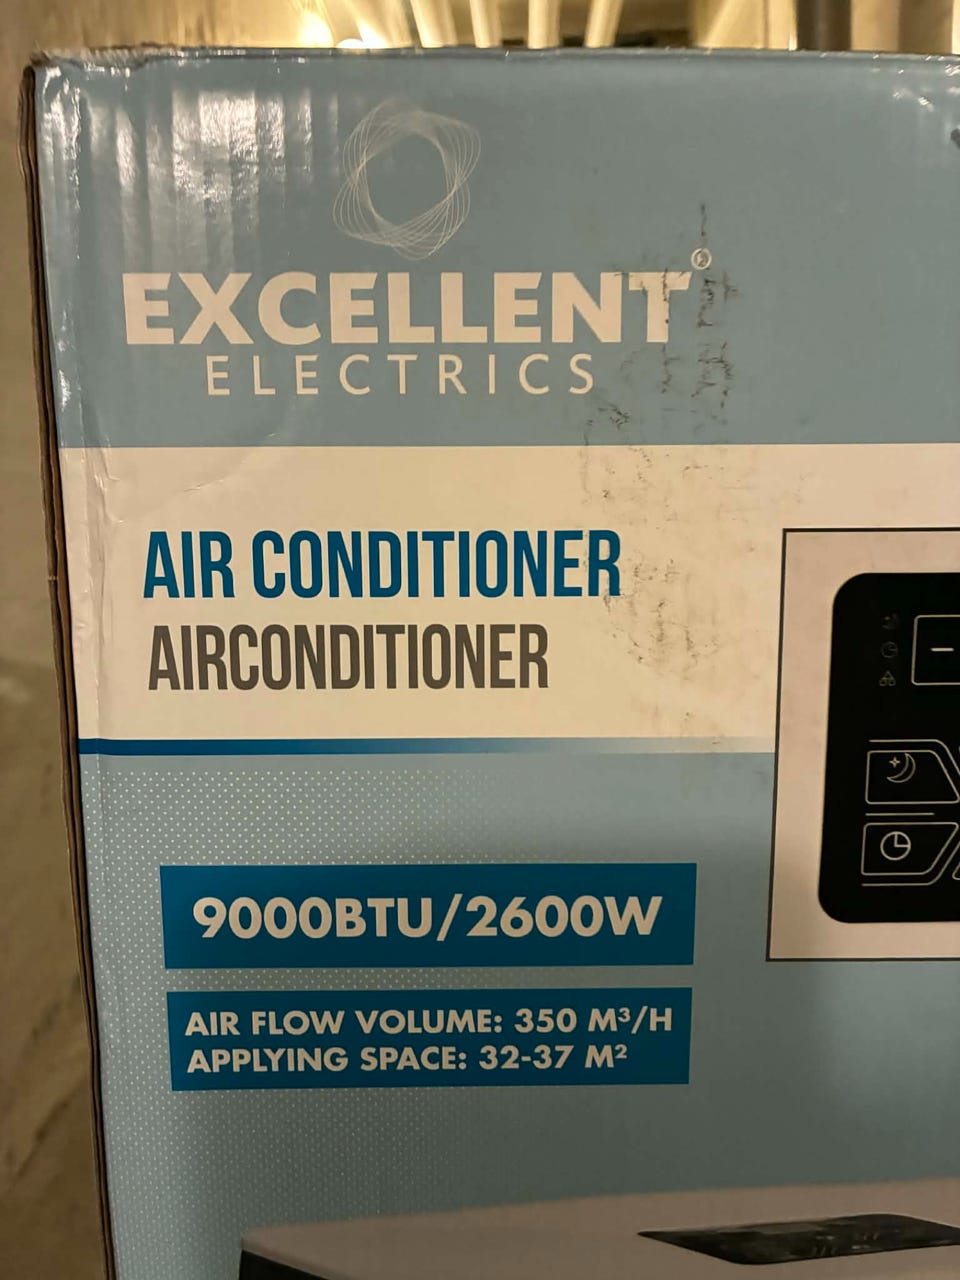 EXCELLENT®
ELECTRICS
AIR CONDITIONER
AIRCONDITIONER
9000BTU/2600W
AIR FLOW VOLUME: 350 M³/H
APPLYING SPACE: 32-37 M²